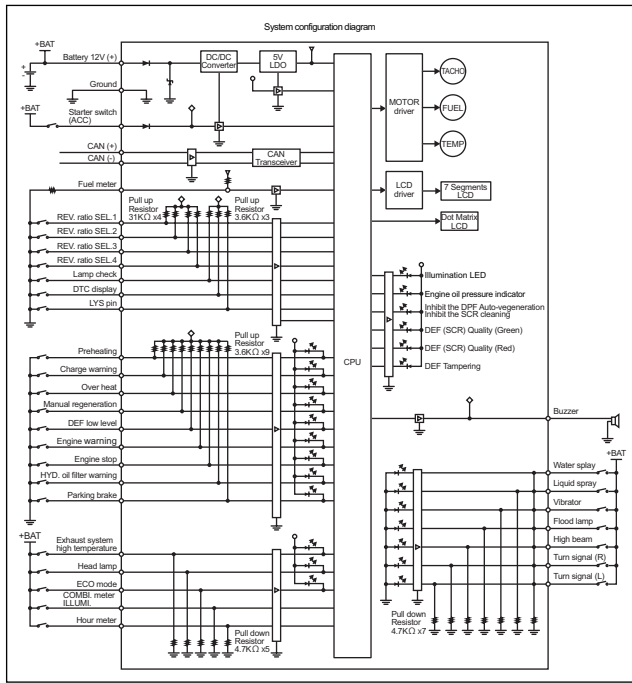 System configuration diagram
+BAT
Battery 12V (+)
+
-
DC/DC
Converter
5V
LDO
Ground
+BAT
Starter switch
(ACC)
CAN (+)
CAN (-)
CAN
Transceiver
Fuel meter
Pull up
Resistor
31KΩ x4
Pull up
Resistor
3.6KΩ x3
REV. ratio SEL.1
REV. ratio SEL.2
REV. ratio SEL.3
REV. ratio SEL.4
Lamp check
DTC display
LYS pin
Pull up
Resistor
3.6KΩ x9
Preheating
Charge warning
Over heat
Manual regeneration
DEF low level
Engine warning
Engine stop
HYD. oil filter warning
Parking brake
+BAT
Exhaust system
high temperature
Head lamp
ECO mode
COMBI. meter
ILLUMI.
Hour meter
Pull down
Resistor
4.7KΩ x5
CPU
MOTOR
driver
TACHO
FUEL
TEMP
LCD
driver
7 Segments
LCD
Dot Matrix
LCD
Illumination LED
Engine oil pressure indicator
Inhibit the DPF Auto-vegeneration
Inhibit the SCR cleaning
DEF (SCR) Quality (Green)
DEF (SCR) Quality (Red)
DEF Tampering
Buzzer
+BAT
Water splay
Liquid spray
Vibrator
Flood lamp
High beam
Turn signal (R)
Turn signal (L)
Pull down
Resistor
4.7KΩ x7